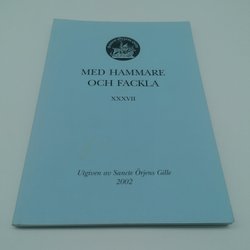 MED HAMMARE
OCH FACKLA
XXXVII
Utgiven av Sancte Örjens Gille
2002